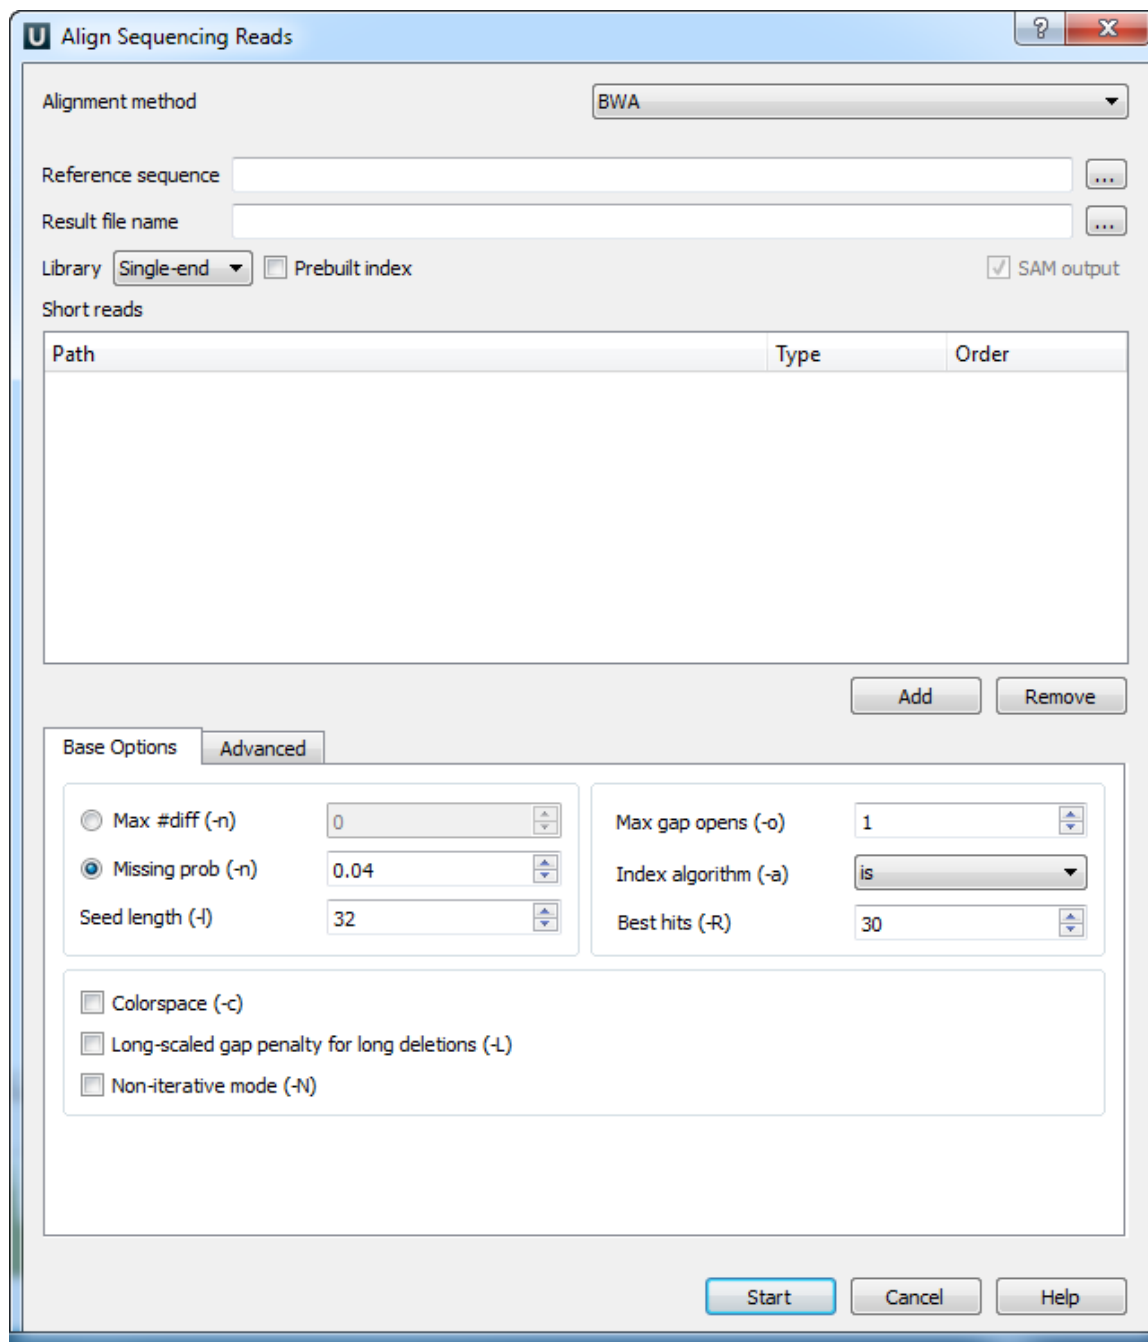 U Align Sequencing Reads ? X
Alignment method BWA
Reference sequence ...
Result file name ...
Library Single-end Prebuilt index SAM output
Short reads
Path Type Order
Add Remove
Base Options Advanced
Max #diff (-n) 0 Max gap opens (-o) 1
Missing prob (-n) 0.04 Index algorithm (-a) is
Seed length (-l) 32 Best hits (-R) 30
Colorspace (-c)
Long-scaled gap penalty for long deletions (-L)
Non-iterative mode (-N)
Start Cancel Help